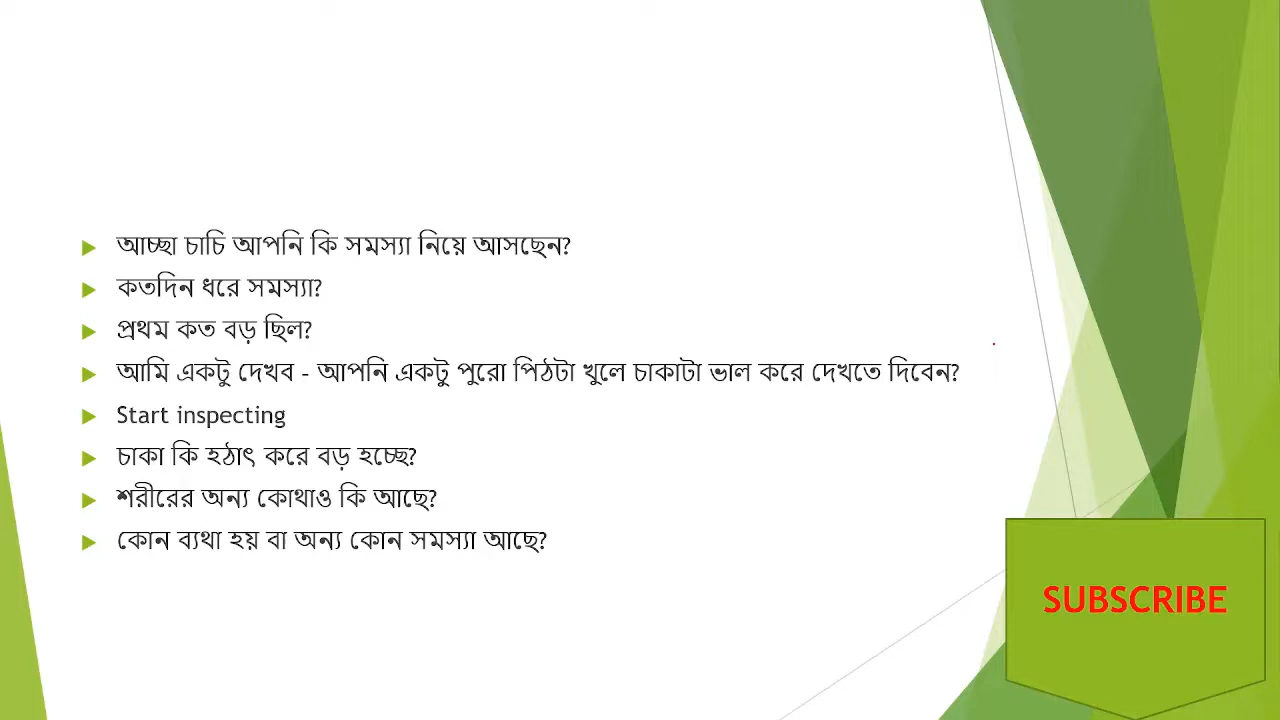 আচ্ছা চাচি আপনি কি সমস্যা নিয়ে আসছেন?
কতদিন ধরে সমস্যা?
প্রথম কত বড় ছিল?
আমি একটু দেখব - আপনি একটু পুরো পিঠটা খুলে চাকাটা ভাল করে দেখতে দিবেন?
Start inspecting
চাকা কি হঠাৎ করে বড় হচ্ছে?
শরীরের অন্য কোথাও কি আছে?
কোন ব্যথা হয় বা অন্য কোন সমস্যা আছে?
SUBSCRIBE